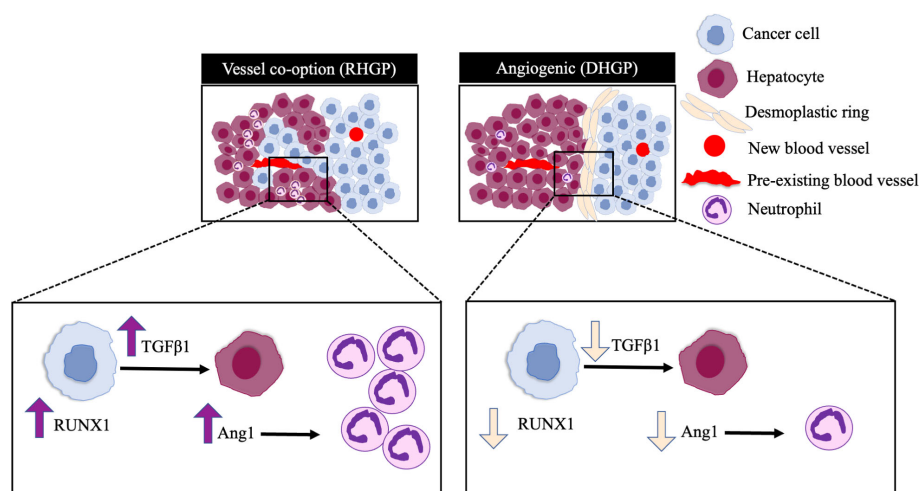 Vessel co-option (RHGP)
Angiogenic (DHGP)
Cancer cell
Hepatocyte
Desmoplastic ring
New blood vessel
Pre-existing blood vessel
Neutrophil
TGFβ1
RUNX1
Ang1
TGFβ1
RUNX1
Ang1